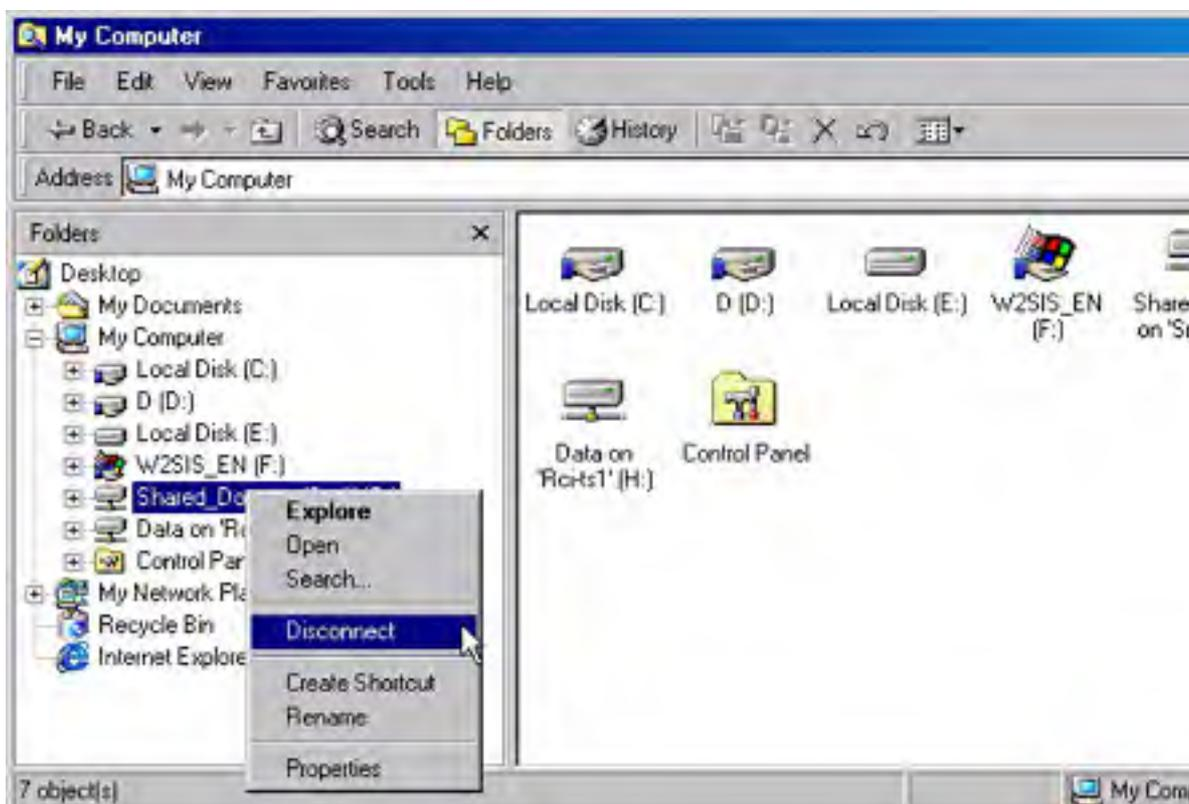 My Computer
File Edit View Favorites Tools Help
Back Search Folders History
Address My Computer
Folders
Desktop
My Documents
My Computer
Local Disk (C:)
D (D:)
Local Disk (E:)
W2SIS_EN (F:)
Shared_Do
Data on 'R
Control Par
My Network Pla
Recycle Bin
Internet Explore
Explore
Open
Search...
Disconnect
Create Shortcut
Rename
Properties
Local Disk (C:) D (D:) Local Disk (E:) W2SIS_EN Share
(F:) on 'S
Data on Control Panel
'Rci-ts1' (H:)
7 object(s) My Com